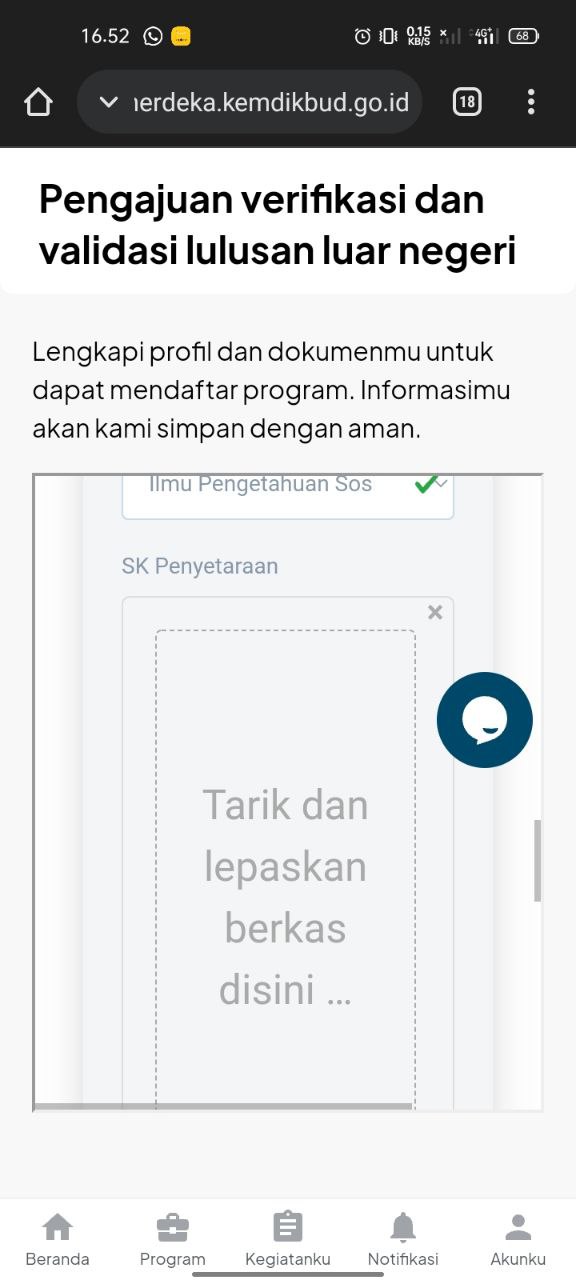 16.52
0.15
KB/S
4G+
68
nerdeka.kemdikbud.go.id
18
Pengajuan verifikasi dan
validasi lulusan luar negeri
Lengkapi profil dan dokumenmu untuk
dapat mendaftar program. Informasimu
akan kami simpan dengan aman.
Ilmu Pengetahuan Sos
SK Penyetaraan
Tarik dan
lepaskan
berkas
disini ...
Beranda Program Kegiatanku Notifikasi Akunku